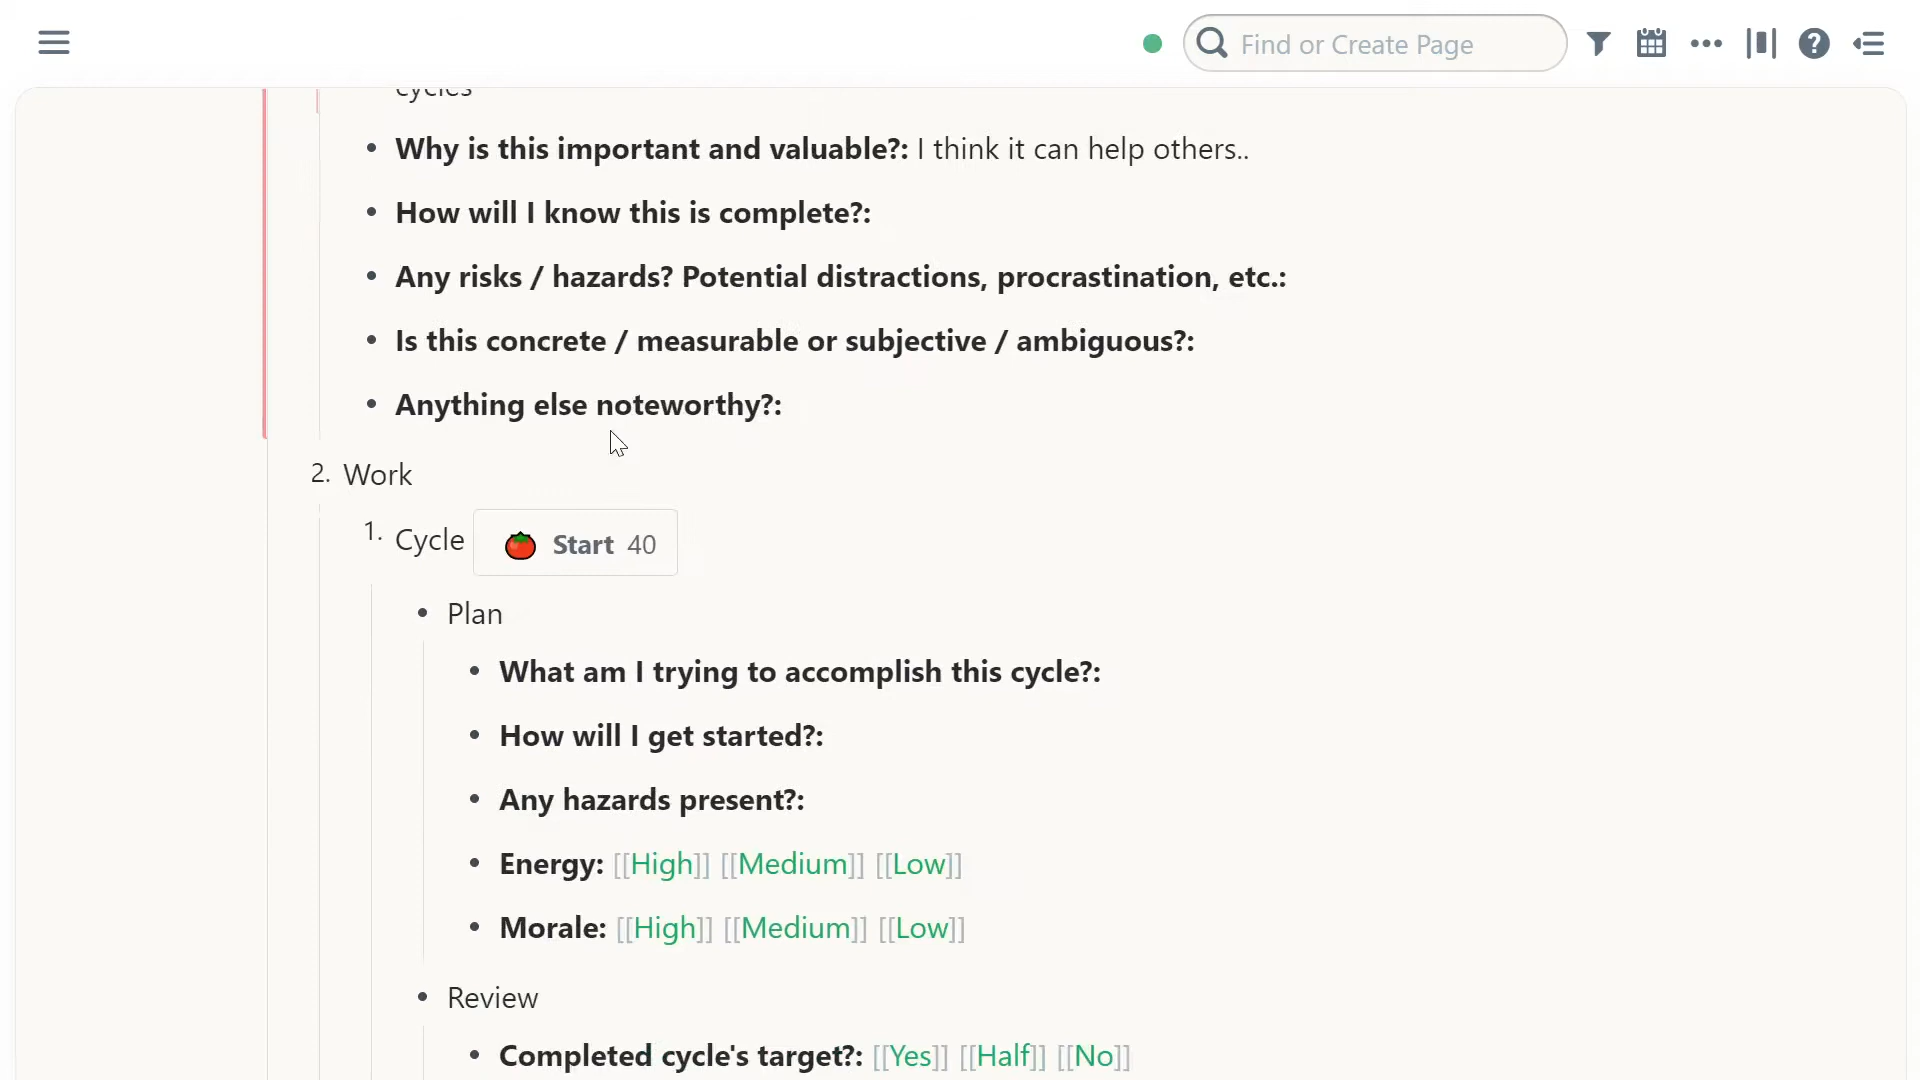 Find or Create Page
cycles
Why is this important and valuable?: I think it can help others..
How will I know this is complete?:
Any risks / hazards? Potential distractions, procrastination, etc.:
Is this concrete / measurable or subjective / ambiguous?:
Anything else noteworthy?:
2. Work
1. Cycle Start 40
Plan
What am I trying to accomplish this cycle?:
How will I get started?:
Any hazards present?:
Energy: [[High]] [[Medium]] [[Low]]
Morale: [[High]] [[Medium]] [[Low]]
Review
Completed cycle's target?: [[Yes]] [[Half]] [[No]]